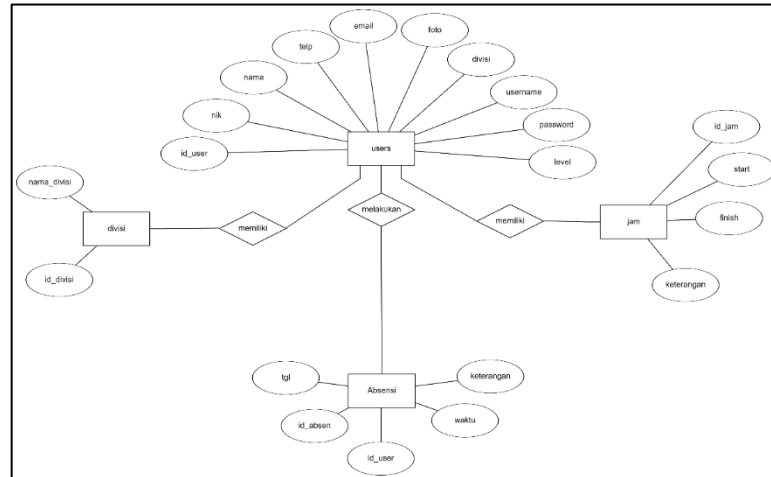 email
foto
telp
divisi
nama
username
nik
password
id_jam
id_user
users
level
start
nama_divisi
melakukan
divisi
memiliki
memiliki
jam
finish
id_divisi
keterangan
tgl
Absensi
keterangan
id_absen
waktu
id_user